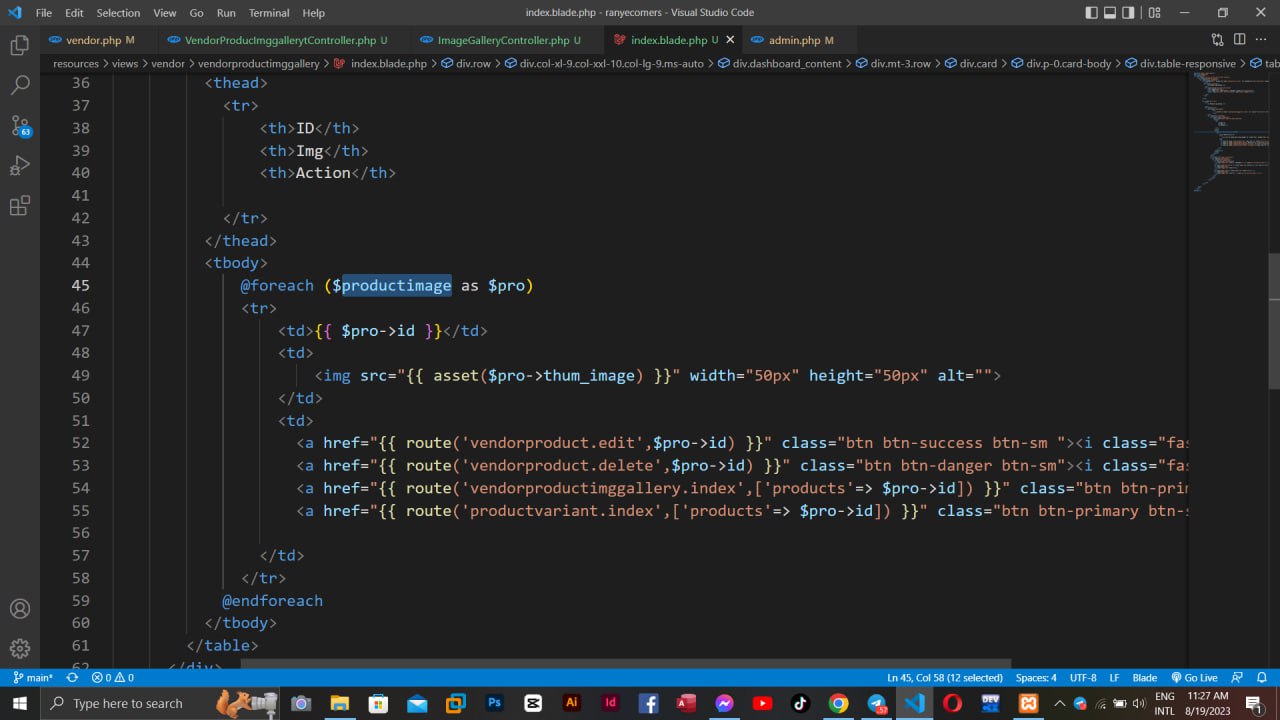 File Edit Selection View Go Run Terminal Help index.blade.php - ranyecomers - Visual Studio Code
vendor.php M VendorProducImggallerytController.php U ImageGalleryController.php U index.blade.php U admin.php M
resources > views > vendor > vendorproductimggallery > index.blade.php > div.row > div.col-xl-9.col-xxl-10.col-lg-9.ms-auto > div.dashboard_content > div.mt-3.row > div.card > div.p-0.card-body > div.table-responsive > tab
36 <thead>
37 <tr>
38 <th>ID</th>
39 <th>Img</th>
40 <th>Action</th>
41
42 </tr>
43 </thead>
44 <tbody>
45 @foreach ($productimage as $pro)
46 <tr>
47 <td>{{ $pro->id }}</td>
48 <td>
49 <img src="{{ asset($pro->thum_image) }}" width="50px" height="50px" alt="">
50 </td>
51 <td>
52 <a href="{{ route('vendorproduct.edit',$pro->id) }}" class="btn btn-success btn-sm "><i class="fas
53 <a href="{{ route('vendorproduct.delete',$pro->id) }}" class="btn btn-danger btn-sm"><i class="fas
54 <a href="{{ route('vendorproductimggallery.index',['products'=> $pro->id]) }}" class="btn btn-pri
55 <a href="{{ route('productvariant.index',['products'=> $pro->id]) }}" class="btn btn-primary btn-s
56
57 </td>
58 </tr>
59 @endforeach
60 </tbody>
61 </table>
62 </div>
63
main* 0 0 Ln 45, Col 58 (12 selected) Spaces: 4 UTF-8 LF Blade Go Live
Type here to search Ps Ai Id DEV 57 ENG 11:27 AM
INTL 8/19/2023 1